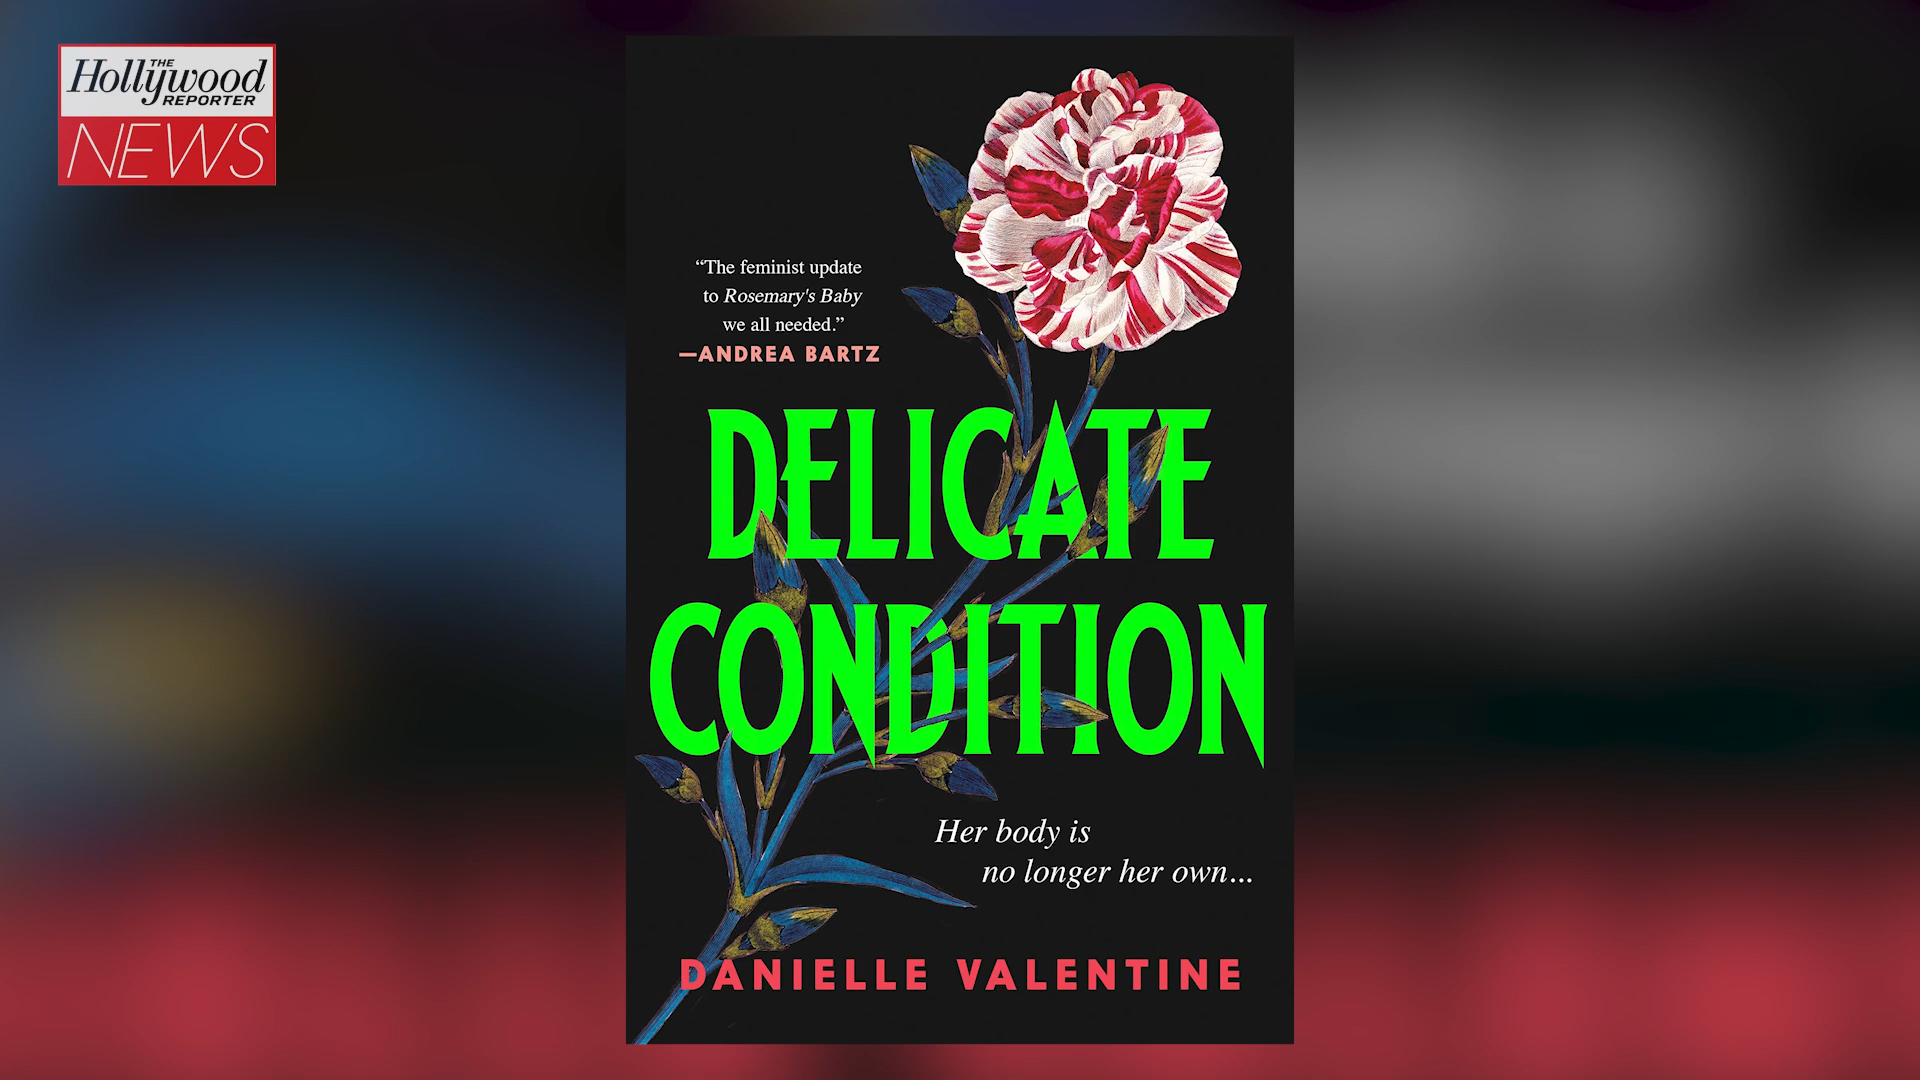 THE
Hollywood
REPORTER
NEWS
“The feminist update
to Rosemary's Baby
we all needed.”
—ANDREA BARTZ
DELICATE
CONDITION
Her body is
no longer her own...
DANIELLE VALENTINE